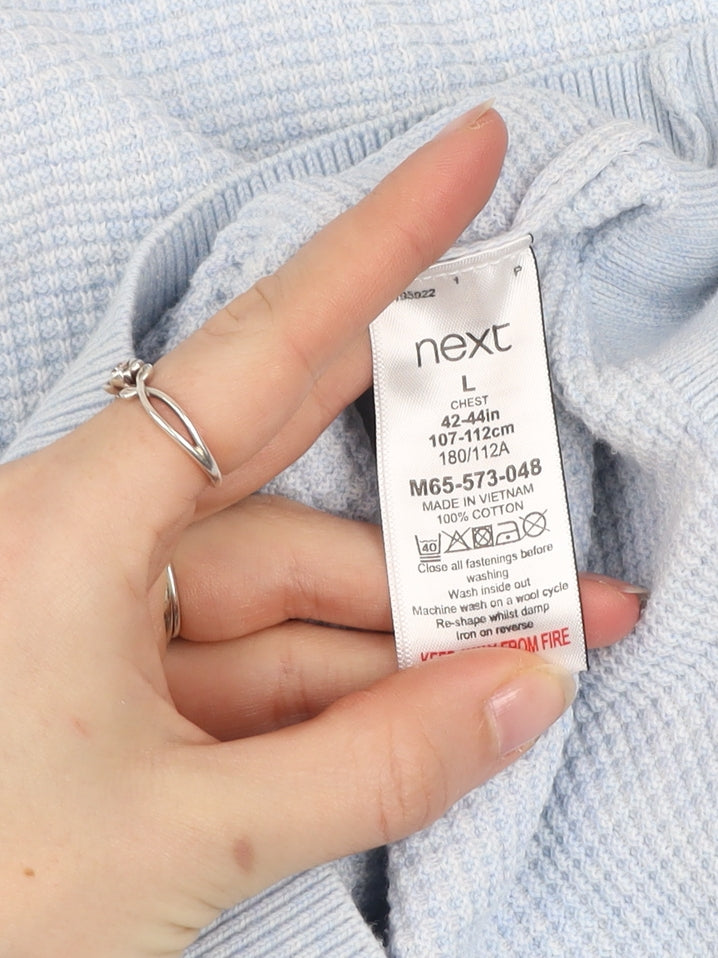 1 P
next
L
CHEST
42-44in
107-112cm
180/112A
M65-573-048
MADE IN VIETNAM
100% COTTON
40
Close all fastenings before
washing
Wash inside out
Machine wash on a wool cycle
Re-shape whilst damp
Iron on reverse
FROM FIRE